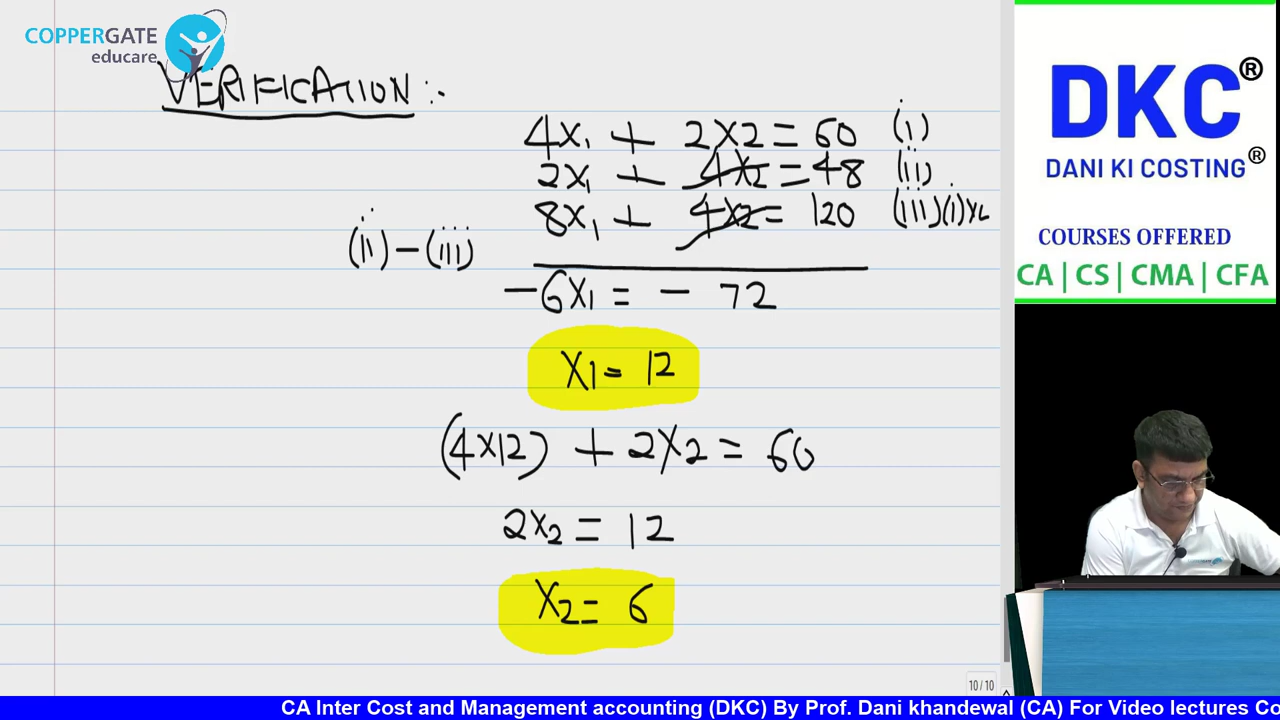 COPPERGATE
educare
VERIFICATION :-
4x1 + 2x2 = 60 (i)
2x1 + 4x2 = 48 (ii)
8x1 + 4x2 = 120 (iii)(i)x2
(ii) - (iii)
-6x1 = - 72
x1 = 12
(4x12) + 2x2 = 60
2x2 = 12
x2 = 6
10/10
DKC®
DANI KI COSTING®
COURSES OFFERED
CA | CS | CMA | CFA
CA Inter Cost and Management accounting (DKC) By Prof. Dani khandewal (CA) For Video lectures Co